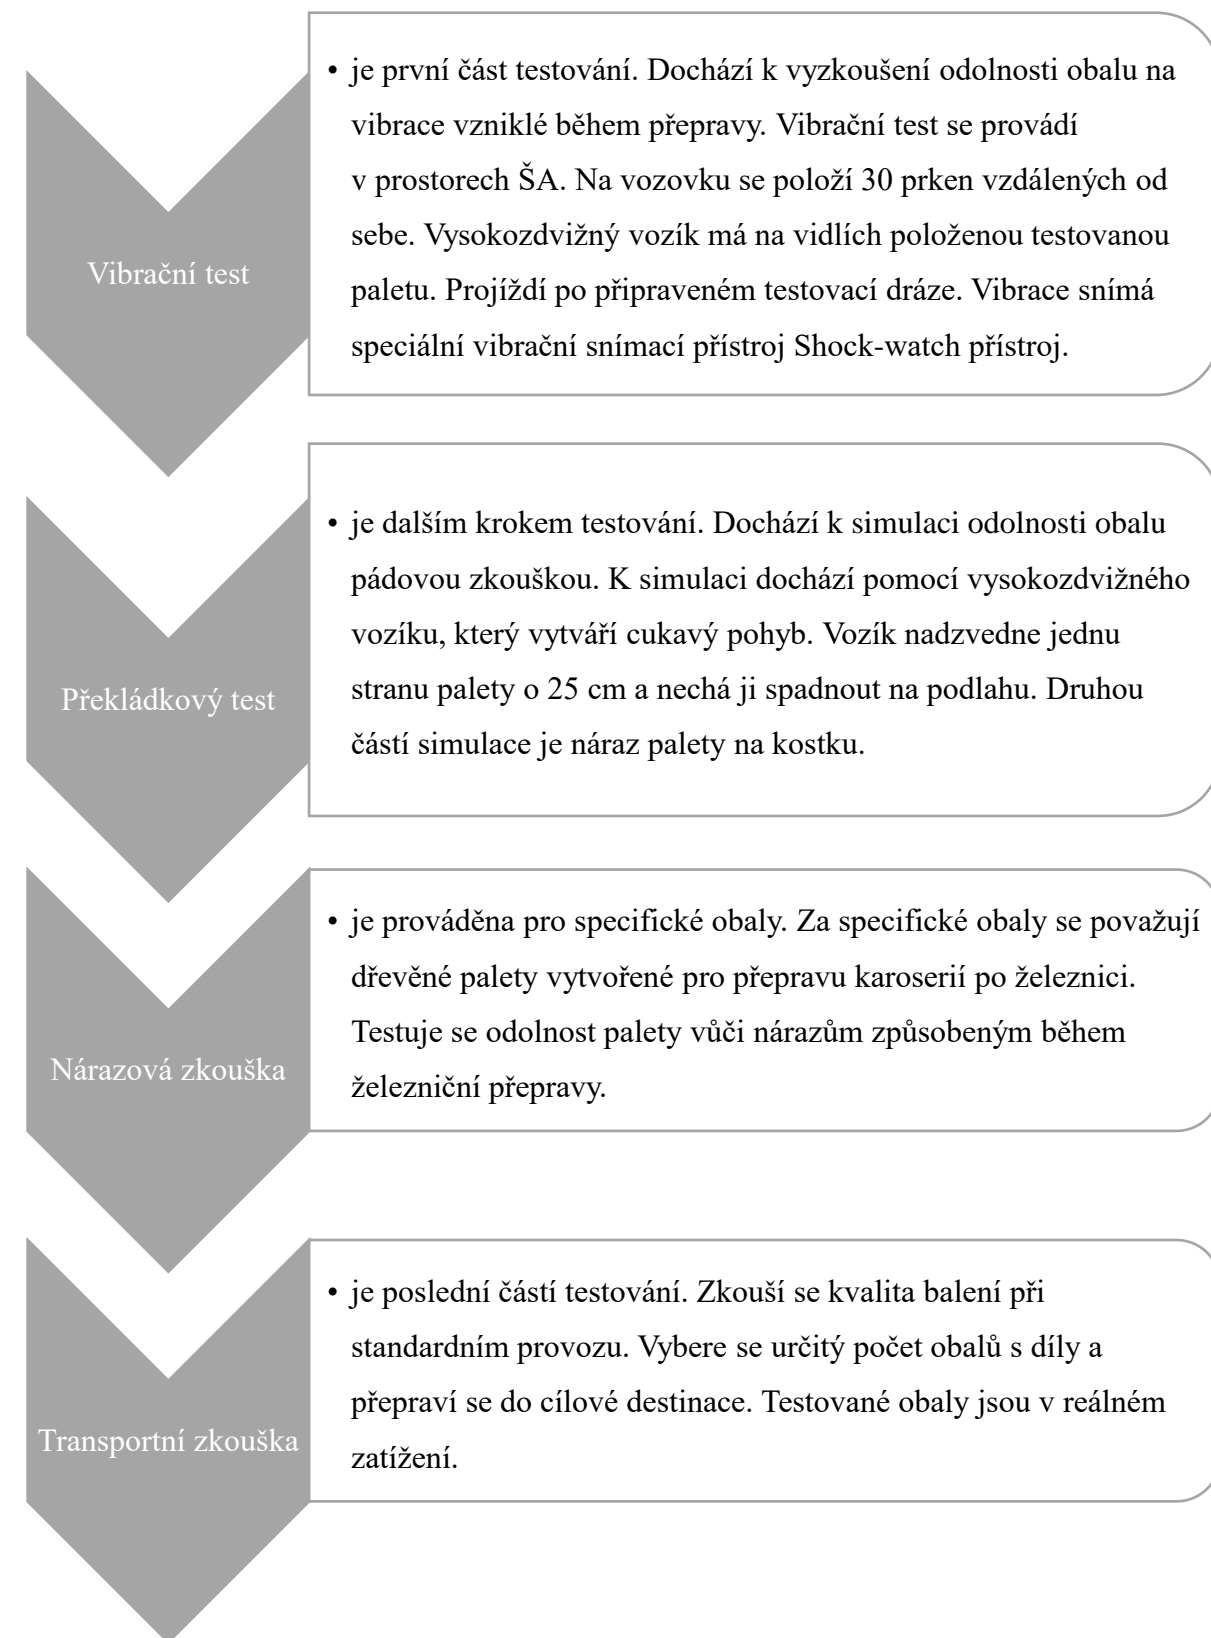 Vibrační test
• je první část testování. Dochází k vyzkoušení odolnosti obalu na
vibrace vzniklé během přepravy. Vibrační test se provádí
v prostorech ŠA. Na vozovku se položí 30 prken vzdálených od
sebe. Vysokozdvižný vozík má na vidlích položenou testovanou
paletu. Projíždí po připraveném testovací dráze. Vibrace snímá
speciální vibrační snímací přístroj Shock-watch přístroj.
Překládkový test
• je dalším krokem testování. Dochází k simulaci odolnosti obalu
pádovou zkouškou. K simulaci dochází pomocí vysokozdvižného
vozíku, který vytváří cukavý pohyb. Vozík nadzvedne jednu
stranu palety o 25 cm a nechá ji spadnout na podlahu. Druhou
částí simulace je náraz palety na kostku.
Nárazová zkouška
• je prováděna pro specifické obaly. Za specifické obaly se považují
dřevěné palety vytvořené pro přepravu karoserií po železnici.
Testuje se odolnost palety vůči nárazům způsobeným během
železniční přepravy.
Transportní zkouška
• je poslední částí testování. Zkouší se kvalita balení při
standardním provozu. Vybere se určitý počet obalů s díly a
přepraví se do cílové destinace. Testované obaly jsou v reálném
zatížení.